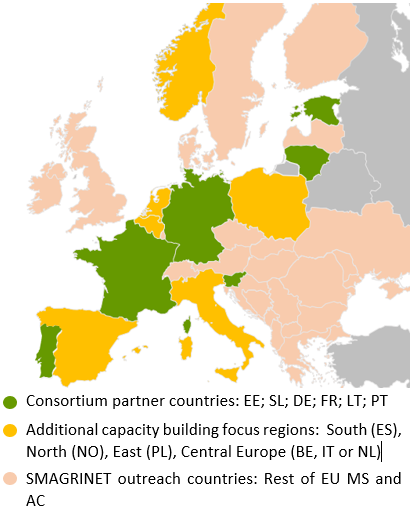 Consortium partner countries: EE; SL; DE; FR; LT; PT
Additional capacity building focus regions: South (ES),
North (NO), East (PL), Central Europe (BE, IT or NL)
SMAGRINET outreach countries: Rest of EU MS and
AC